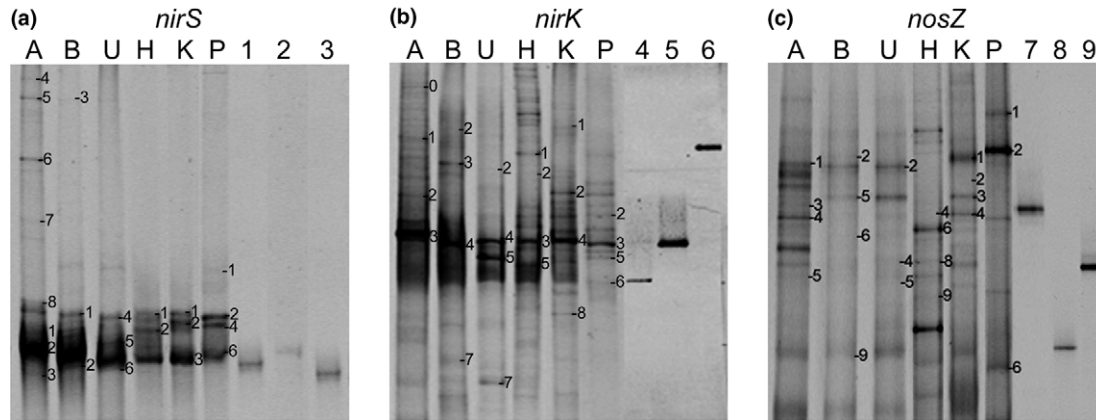 (a) nirS
A B U H K P 1 2 3
-4
-5 -3
-6
-7
-1
-8 -1 -4 -1 -1 -2
1 -2 -2 -4
2 5 -6
-2 -6 3
-3
(b) nirK
A B U H K P 4 5 6
-0
-1 -2 -1
-3 -1
-2 -2
-2 -2 -2
3 -4 4 3 4 3
5 5 -5
-6
-8
-7
-7
(c) nosZ
A B U H K P 7 8 9
-1
-2
-1 -2 -2 1
-2
-5 -3
-3
-4 -4 -4
-6 -6
-4 -8
-5 -5
-9
-9
-6